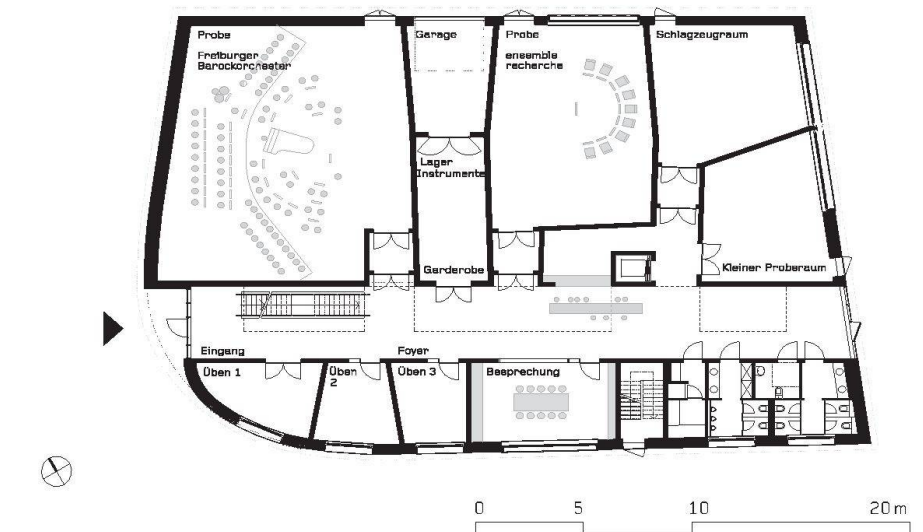 Probe
Freiburger
Barockorchester
Garage
Probe
ensemble
recherche
Schlagzeugraum
Lager
Instrumente
Garderobe
Kleiner Proberaum
Eingang
Foyer
Üben 1
Üben
2
Üben 3
Besprechung
0 5 10 20 m